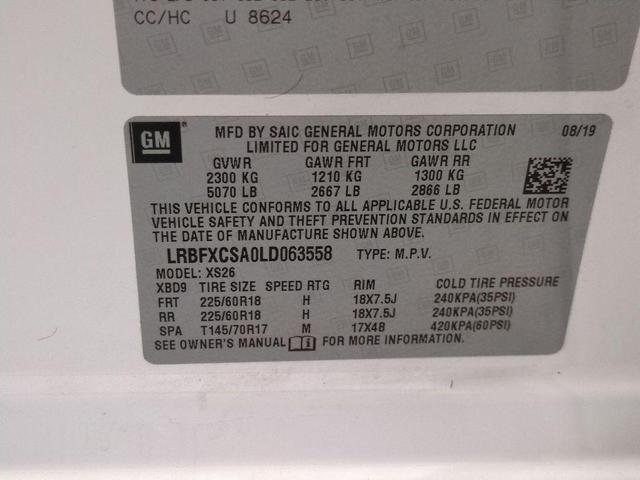 CC/HC U 8624
GM
GM ® MFD BY SAIC GENERAL MOTORS CORPORATION 08/19
LIMITED FOR GENERAL MOTORS LLC
GVWR GAWR FRT GAWR RR
2300 KG 1210 KG 1300 KG
5070 LB 2667 LB 2866 LB
THIS VEHICLE CONFORMS TO ALL APPLICABLE U.S. FEDERAL MOTOR
VEHICLE SAFETY AND THEFT PREVENTION STANDARDS IN EFFECT ON
THE DATE OF MANUFACTURE SHOWN ABOVE.
LRBFXCSA0LD063558 TYPE: M.P.V.
MODEL: XS26
XBD9 TIRE SIZE SPEED RTG RIM COLD TIRE PRESSURE
FRT 225/60R18 H 18X7.5J 240KPA(35PSI)
RR 225/60R18 H 18X7.5J 240KPA(35PSI)
SPA T145/70R17 M 17X4B 420KPA(60PSI)
SEE OWNER'S MANUAL FOR MORE INFORMATION.